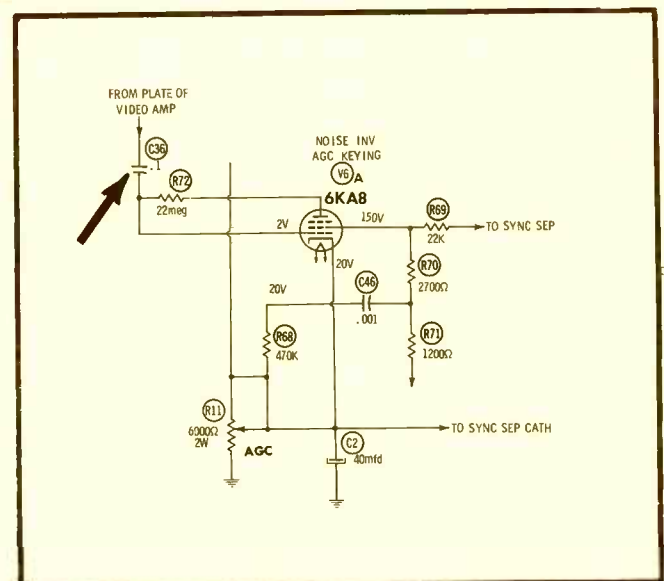 FROM PLATE OF
VIDEO AMP
C36
.1
NOISE INV
AGC KEYING
V6 A
6KA8
R72
22meg
2V
150V
R69
22K
TO SYNC SEP
20V
R70
2700Ω
C46
.001
20V
R68
470K
R71
1200Ω
R11
6000Ω
2W
AGC
C2
40mfd
TO SYNC SEP CATH